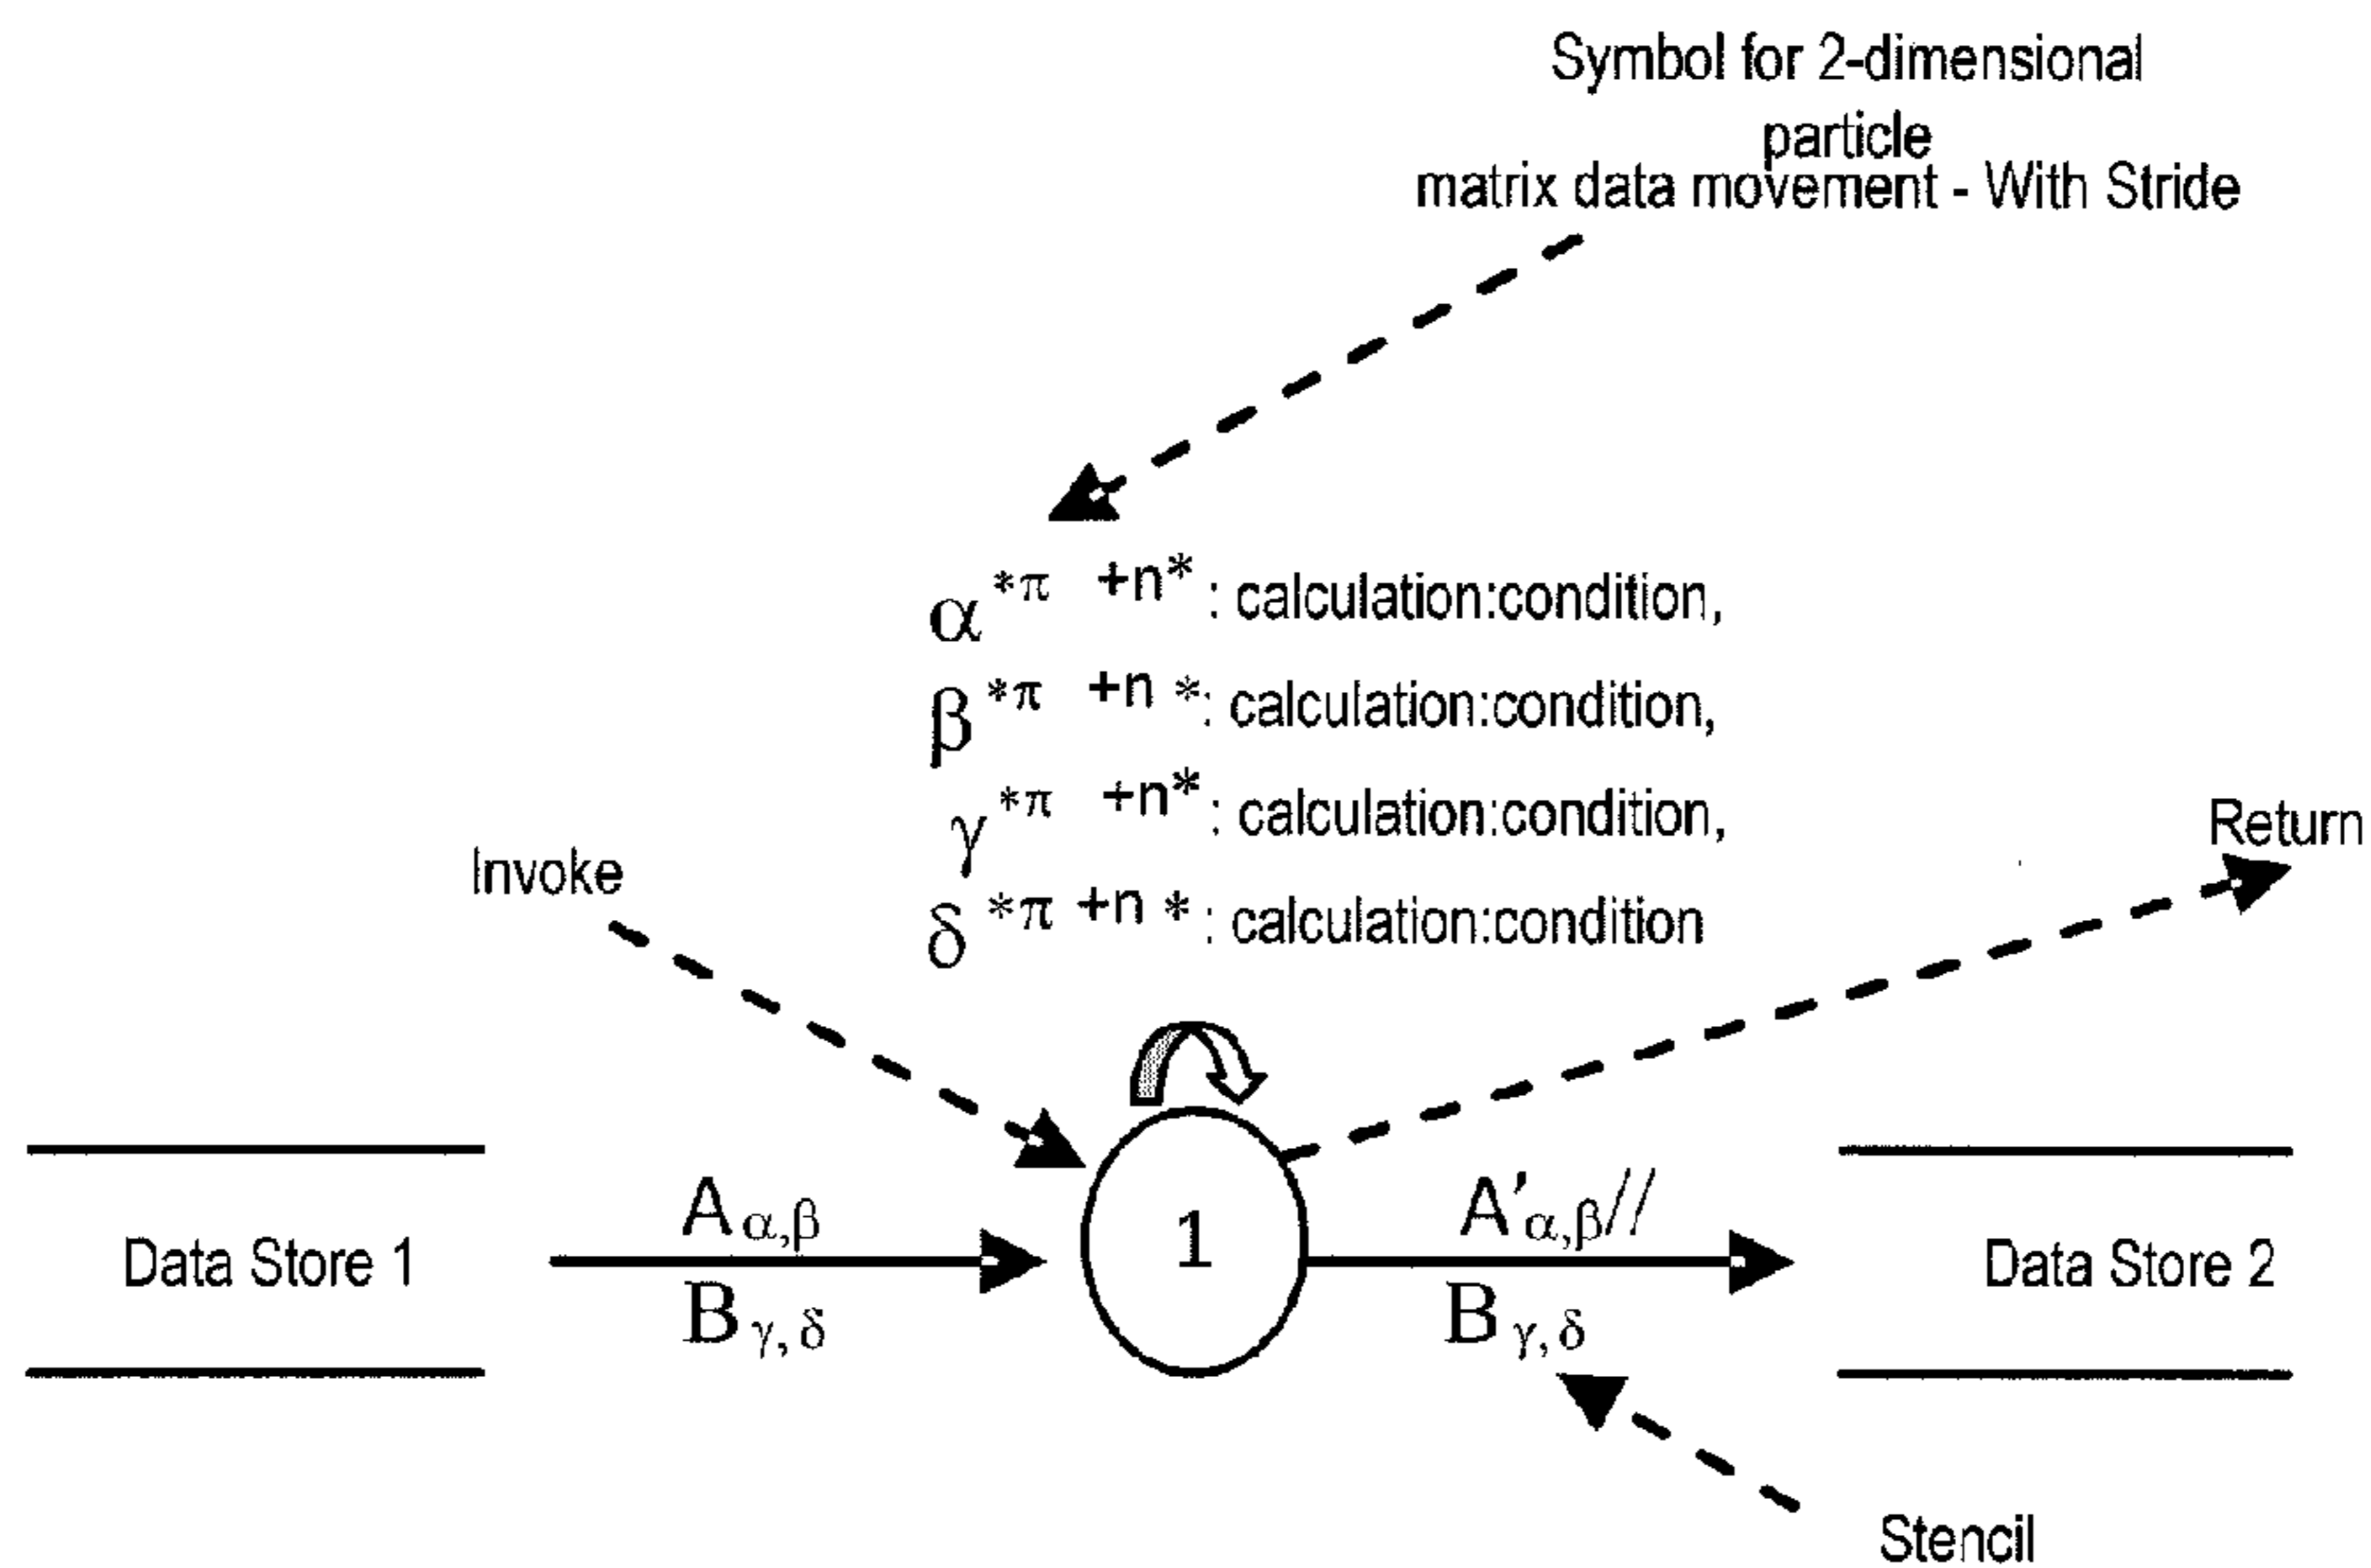 Symbol for 2-dimensional
particle
matrix data movement - With Stride
α*π +n* : calculation:condition,
β*π +n *: calculation:condition,
γ*π +n* : calculation:condition,
δ*π +n * : calculation:condition
Invoke
Return
1
Data Store 1
Aα,β
Bγ, δ
A′α,β//
Bγ, δ
Data Store 2
Stencil